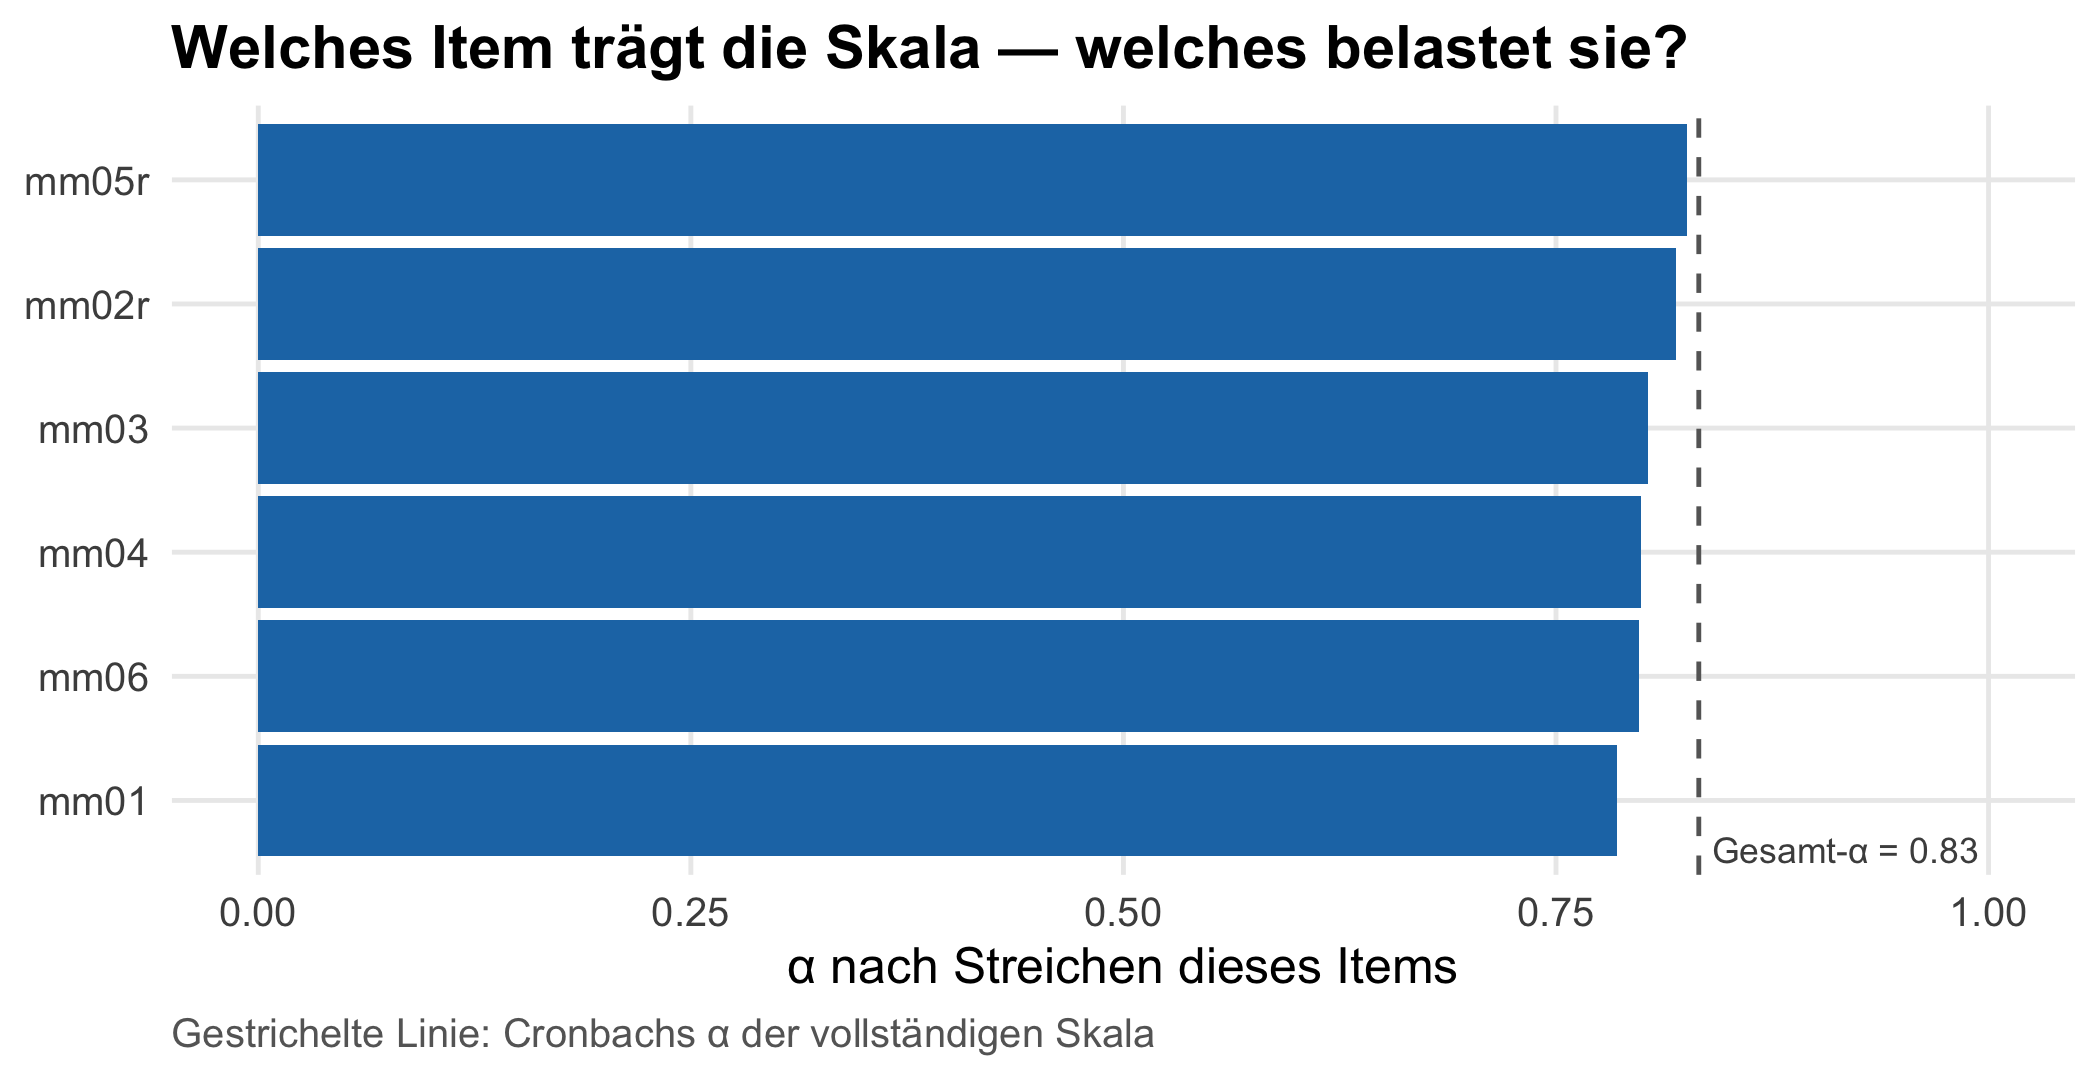 Welches Item trägt die Skala — welches belastet sie?
mm05r
mm02r
mm03
mm04
mm06
mm01
Gesamt-α = 0.83
0.00 0.25 0.50 0.75 1.00
α nach Streichen dieses Items
Gestrichelte Linie: Cronbachs α der vollständigen Skala